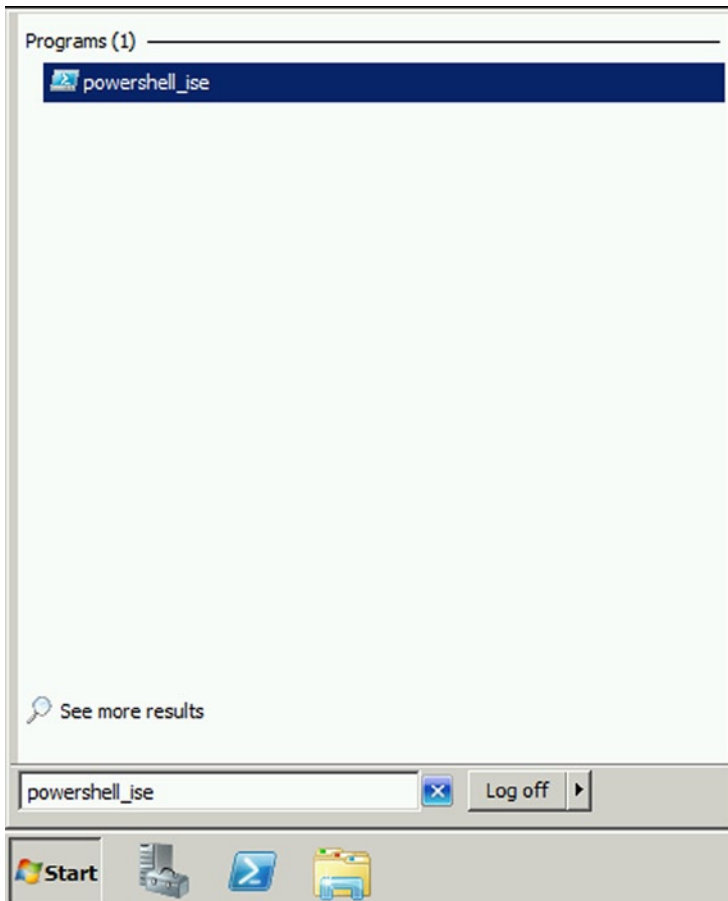 Programs (1)
powershell_ise
See more results
powershell_ise
Log off
Start